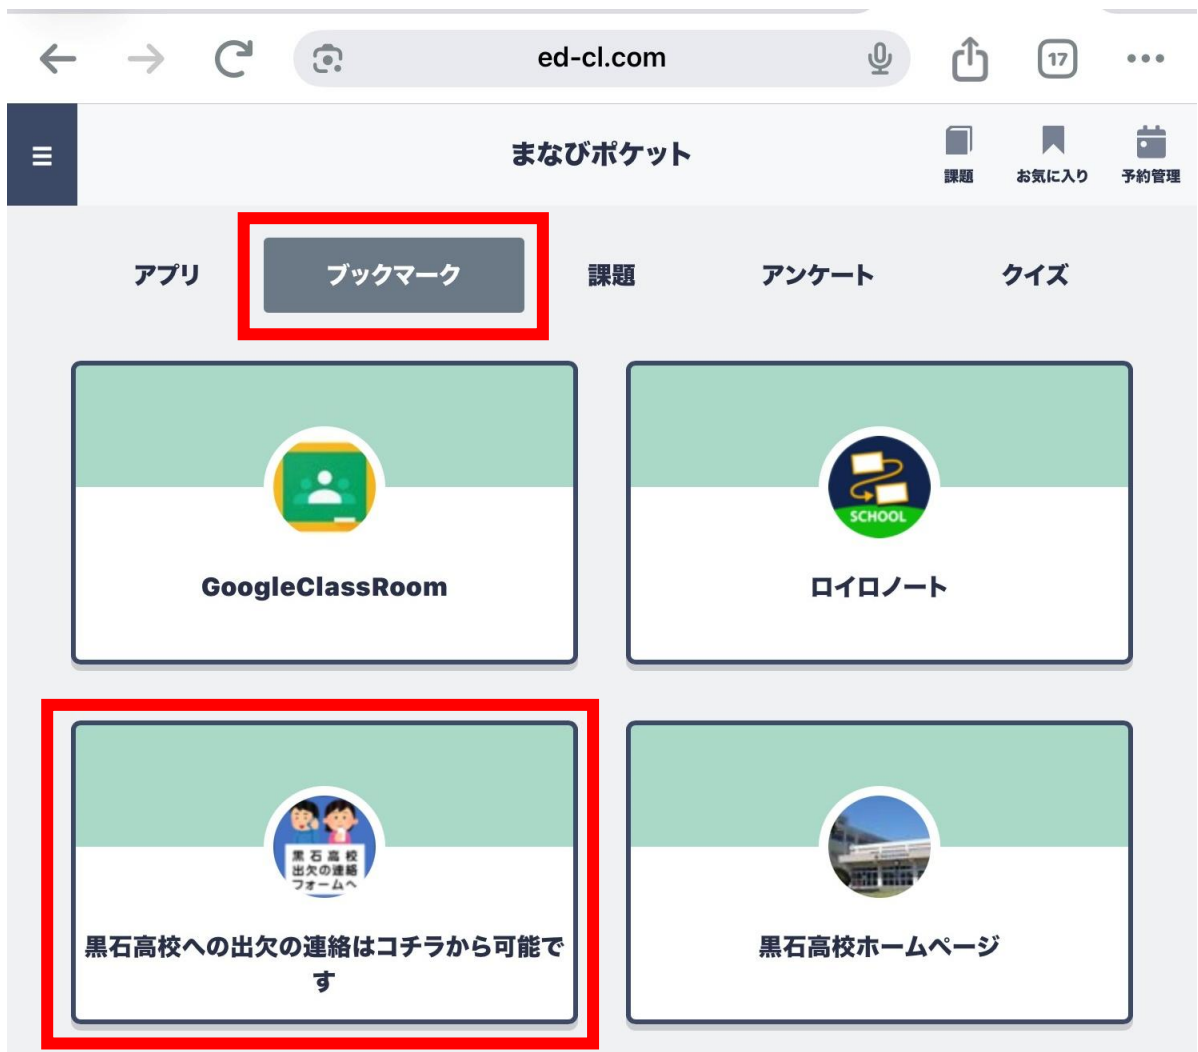 ed-cl.com
17
まなびポケット
課題
お気に入り
予約管理
アプリ
ブックマーク
課題
アンケート
クイズ
SCHOOL
GoogleClassRoom
ロイロノート
黒石高校
出欠の連絡
フォームへ
黒石高校への出欠の連絡はコチラから可能で
す
黒石高校ホームページ